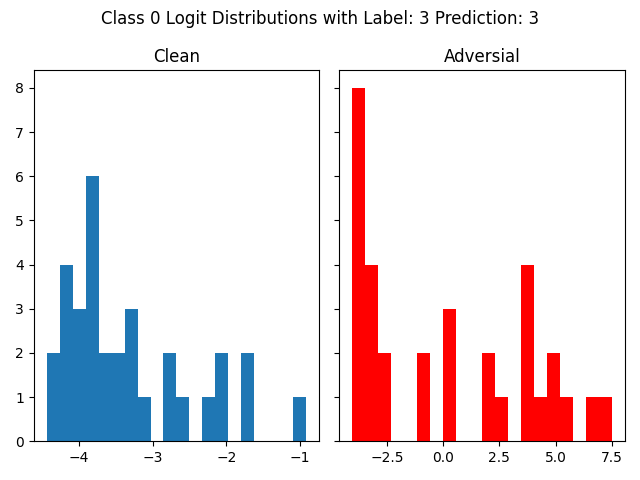 Class 0 Logit Distributions with Label: 3 Prediction: 3
Clean
Adversial
8
7
6
5
4
3
2
1
0
−4 −3 −2 −1
−2.5 0.0 2.5 5.0 7.5